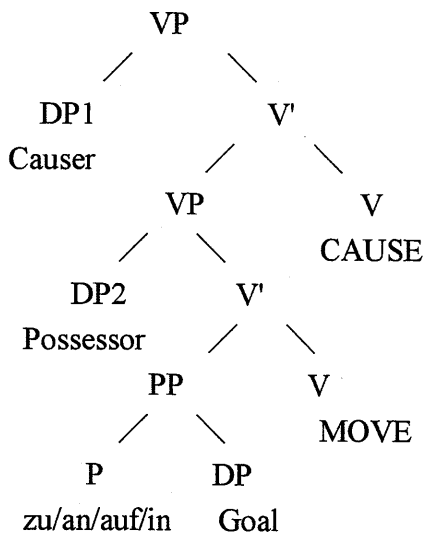 VP
DP1 V'
Causer
VP V
CAUSE
DP2 V'
Possessor
PP V
MOVE
P DP
zu/an/auf/in Goal